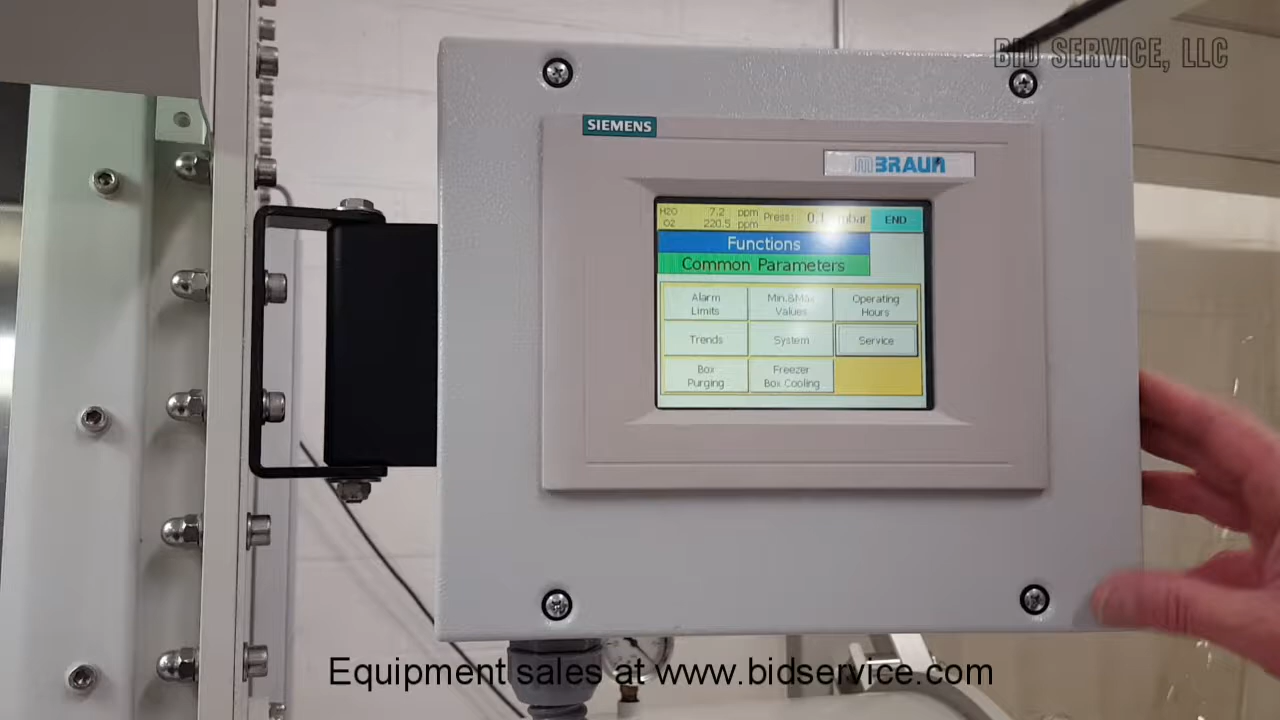 BID SERVICE, LLC
SIEMENS
mBRAUN
H2O 7.2 ppm Press: mbar END
O2 220.5 ppm
Functions
Common Parameters
Alarm Limits
Min.&Max Values
Operating Hours
Trends
System
Service
Box Purging
Freezer Box Cooling
Equipment sales at www.bidservice.com